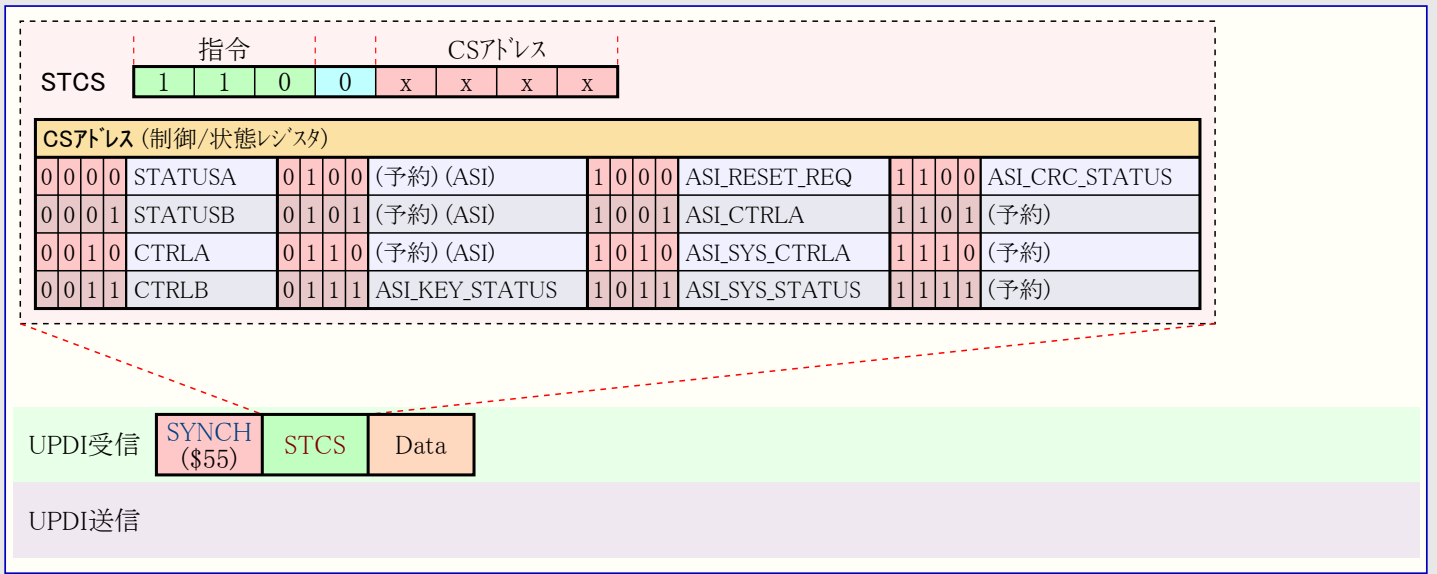 指令 CSアドレス
STCS 1 1 0 0 x x x x
CSアドレス (制御/状態レジスタ)
0 0 0 0 STATUSA 0 1 0 0 (予約) (ASI) 1 0 0 0 ASI_RESET_REQ 1 1 0 0 ASI_CRC_STATUS
0 0 0 1 STATUSB 0 1 0 1 (予約) (ASI) 1 0 0 1 ASI_CTRLA 1 1 0 1 (予約)
0 0 1 0 CTRLA 0 1 1 0 (予約) (ASI) 1 0 1 0 ASI_SYS_CTRLA 1 1 1 0 (予約)
0 0 1 1 CTRLB 0 1 1 1 ASI_KEY_STATUS 1 0 1 1 ASI_SYS_STATUS 1 1 1 1 (予約)
UPDI受信 SYNCH STCS Data
($55)
UPDI送信